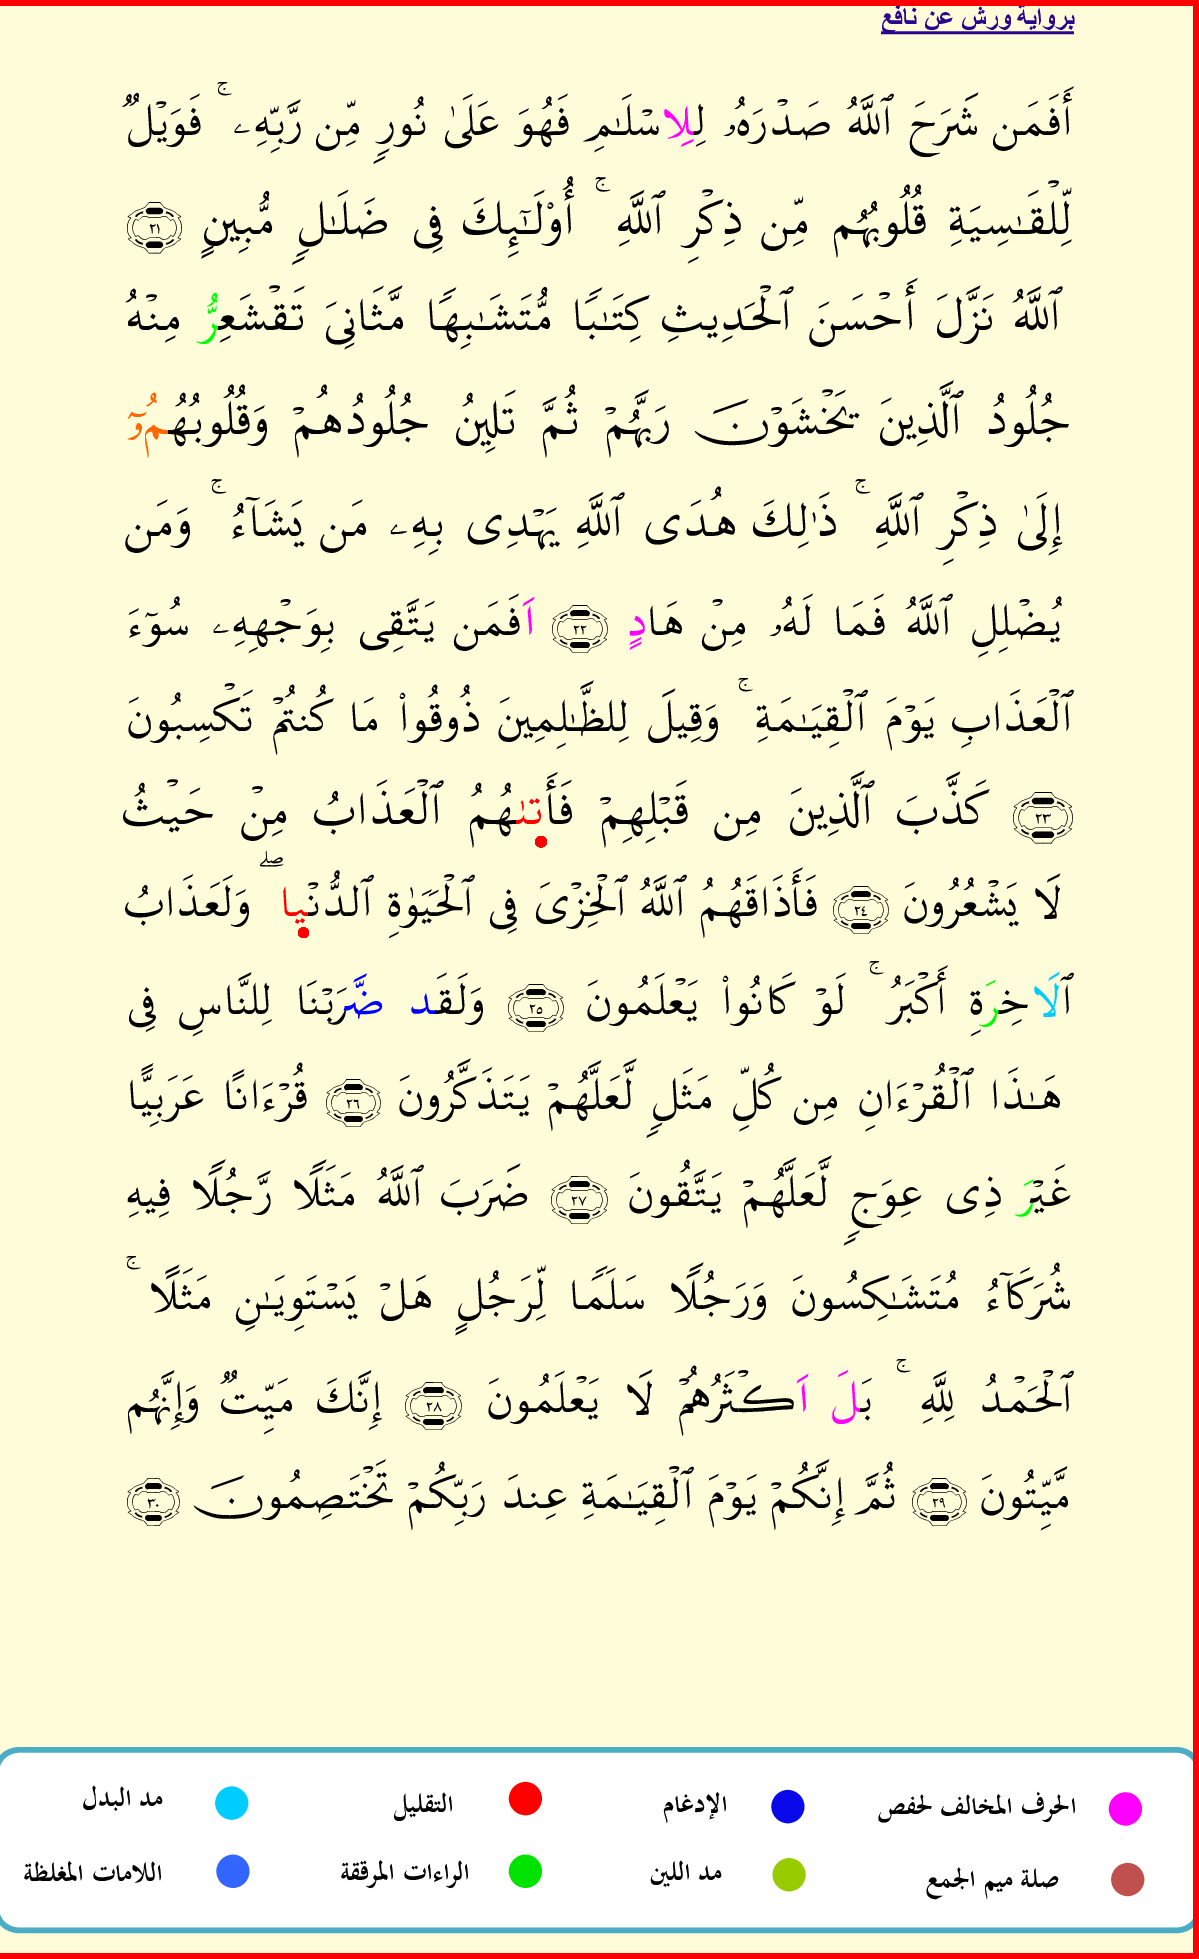 برواية ورش عن نافع
أَفَمَن شَرَحَ ٱللَّهُ صَدْرَهُۥ لِلِاسْلَٰمِ فَهُوَ عَلَىٰ نُورٍ مِّن رَّبِّهِۦ ۚ فَوَيْلٌ
لِّلْقَٰسِيَةِ قُلُوبُهُم مِّن ذِكْرِ ٱللَّهِ ۚ أُوْلَٰٓئِكَ فِى ضَلَٰلٍ مُّبِينٍ ٢١
ٱللَّهُ نَزَّلَ أَحْسَنَ ٱلْحَدِيثِ كِتَٰبًا مُّتَشَٰبِهًا مَّثَانِىَ تَقْشَعِرُّ مِنْهُ
جُلُودُ ٱلَّذِينَ يَخْشَوْنَ رَبَّهُمْ ثُمَّ تَلِينُ جُلُودُهُمْ وَقُلُوبُهُمُۥٓ
إِلَىٰ ذِكْرِ ٱللَّهِ ۚ ذَٰلِكَ هُدَى ٱللَّهِ يَهْدِى بِهِۦ مَن يَشَآءُ ۚ وَمَن
يُضْلِلِ ٱللَّهُ فَمَا لَهُۥ مِنْ هَادٍ ٢٢ اَفَمَن يَتَّقِى بِوَجْهِهِۦ سُوٓءَ
ٱلْعَذَابِ يَوْمَ ٱلْقِيَٰمَةِ ۚ وَقِيلَ لِلظَّٰلِمِينَ ذُوقُواْ مَا كُنتُمْ تَكْسِبُونَ
٢٣ كَذَّبَ ٱلَّذِينَ مِن قَبْلِهِمْ فَأَتىٰهُمُ ٱلْعَذَابُ مِنْ حَيْثُ
لَا يَشْعُرُونَ ٢٤ فَأَذَاقَهُمُ ٱللَّهُ ٱلْخِزْىَ فِى ٱلْحَيَوٰةِ ٱلدُّنْيا ۖ وَلَعَذَابُ
ٱلَاخِرَةِ أَكْبَرُ ۚ لَوْ كَانُواْ يَعْلَمُونَ ٢٥ وَلَقَد ضَّرَبْنَا لِلنَّاسِ فِى
هَٰذَا ٱلْقُرْءَانِ مِن كُلِّ مَثَلٍ لَّعَلَّهُمْ يَتَذَكَّرُونَ ٢٦ قُرْءَانًا عَرَبِيًّا
غَيْرَ ذِى عِوَجٍ لَّعَلَّهُمْ يَتَّقُونَ ٢٧ ضَرَبَ ٱللَّهُ مَثَلًا رَّجُلًا فِيهِ
شُرَكَآءُ مُتَشَٰكِسُونَ وَرَجُلًا سَلَمًا لِّرَجُلٍ هَلْ يَسْتَوِيَٰنِ مَثَلًا ۚ
ٱلْحَمْدُ لِلَّهِ ۚ بَلَ اَكْثَرُهُمْ لَا يَعْلَمُونَ ٢٨ إِنَّكَ مَيِّتٌ وَإِنَّهُم
مَّيِّتُونَ ٢٩ ثُمَّ إِنَّكُمْ يَوْمَ ٱلْقِيَٰمَةِ عِندَ رَبِّكُمْ تَخْتَصِمُونَ ٣٠
الحرف المخالف لحفص الإدغام التقليل مد البدل
صلة ميم الجمع مد اللين الراءات المرققة اللامات المغلظة